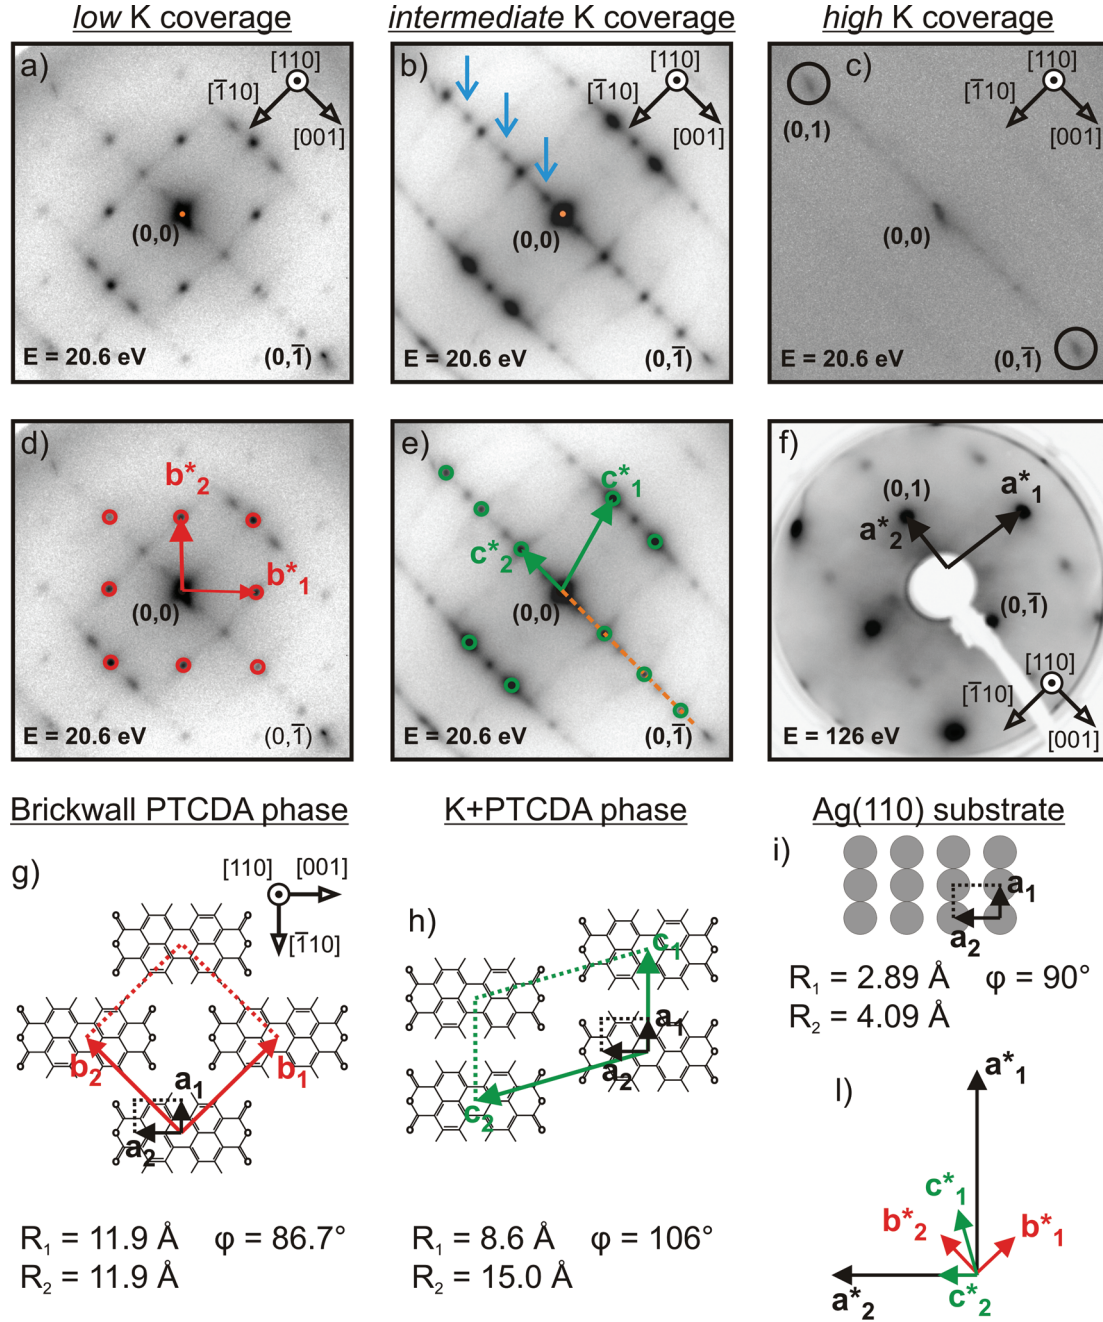 low K coverage
intermediate K coverage
high K coverage
a)
[110]
[1̅10]
[001]
(0,0)
E = 20.6 eV
(0,1̅)
b)
[110]
[1̅10]
[001]
(0,0)
E = 20.6 eV
(0,1̅)
c)
[110]
[1̅10]
[001]
(0,1)
(0,0)
E = 20.6 eV
(0,1̅)
d)
b*2
b*1
(0,0)
E = 20.6 eV
(0,1̅)
e)
c*1
c*2
(0,0)
E = 20.6 eV
(0,1̅)
f)
(0,1)
a*1
a*2
(0,1̅)
[110]
[1̅10]
[001]
E = 126 eV
Brickwall PTCDA phase
K+PTCDA phase
Ag(110) substrate
g)
[110]
[001]
[1̅10]
b2
b1
a1
a2
R1 = 11.9 Å φ = 86.7°
R2 = 11.9 Å
h)
c1
a1
a2
c2
R1 = 8.6 Å φ = 106°
R2 = 15.0 Å
i)
a1
a2
R1 = 2.89 Å φ = 90°
R2 = 4.09 Å
l)
a*1
c*1
b*2
b*1
a*2
c*2